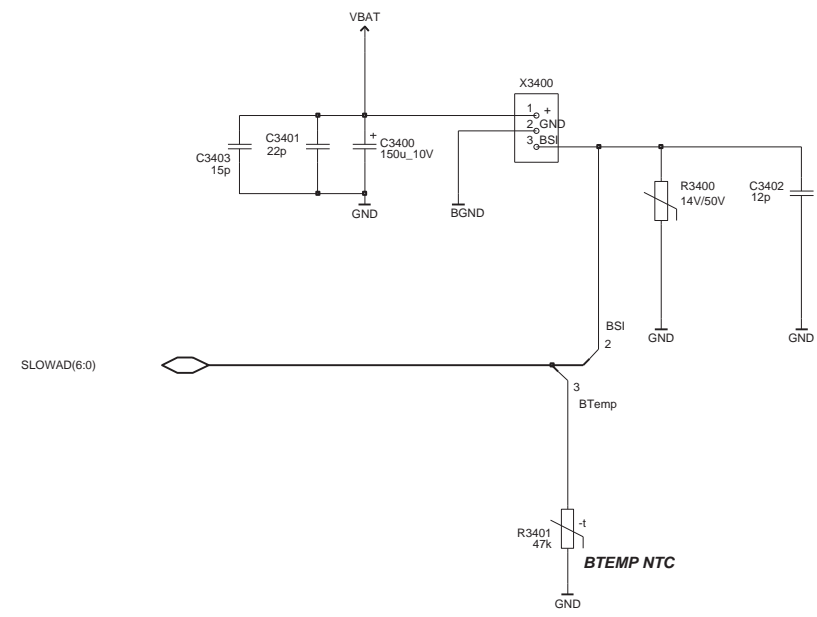 VBAT
X3400
1 +
2 GND
3 BSI
C3403
15p
C3401
22p
+
C3400
150u_10V
GND
BGND
R3400
14V/50V
C3402
12p
GND
GND
BSI
2
SLOWAD(6:0)
3
BTemp
R3401
47k
-t
BTEMP NTC
GND